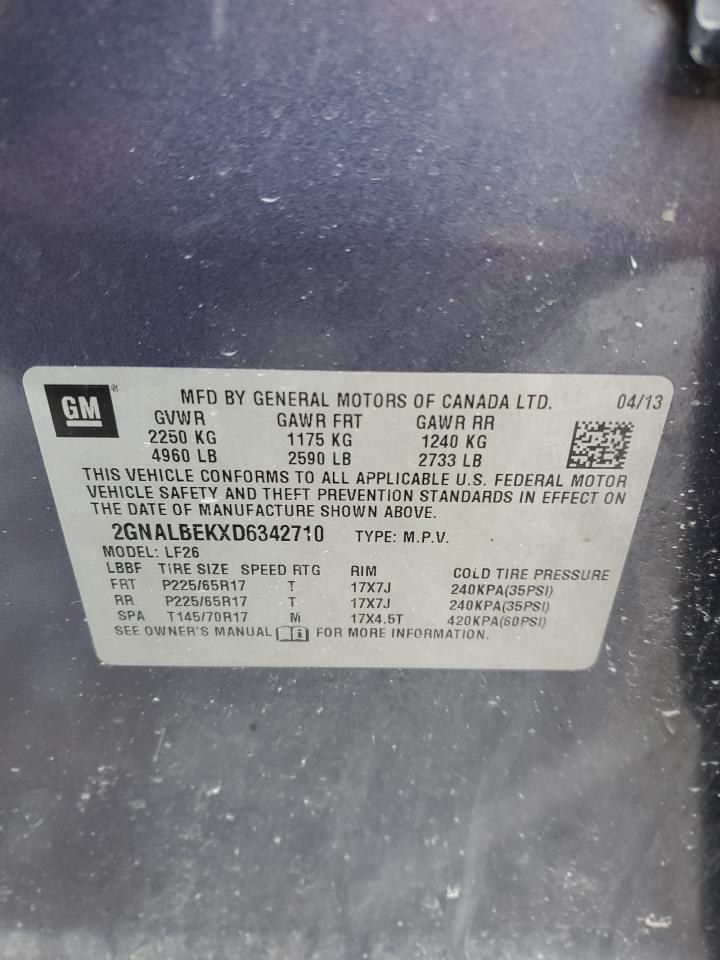 GM ® MFD BY GENERAL MOTORS OF CANADA LTD. 04/13
GVWR GAWR FRT GAWR RR
2250 KG 1175 KG 1240 KG
4960 LB 2590 LB 2733 LB
THIS VEHICLE CONFORMS TO ALL APPLICABLE U.S. FEDERAL MOTOR
VEHICLE SAFETY AND THEFT PREVENTION STANDARDS IN EFFECT ON
THE DATE OF MANUFACTURE SHOWN ABOVE.
2GNALBEKXD6342710 TYPE: M.P.V.
MODEL: LF26
LBBF TIRE SIZE SPEED RTG RIM COLD TIRE PRESSURE
FRT P225/65R17 T 17X7J 240KPA(35PSI)
RR P225/65R17 T 17X7J 240KPA(35PSI)
SPA T145/70R17 M 17X4.5T 420KPA(60PSI)
SEE OWNER'S MANUAL FOR MORE INFORMATION.